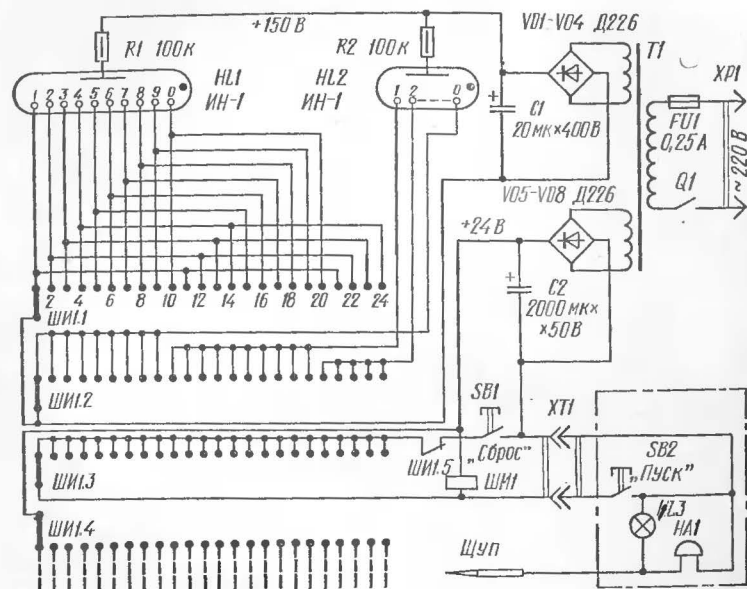 +150 В
VD1-VD4 Д226
T1
R1 100к
R2 100к
HL1
ИН-1
HL2
ИН-1
XP1
1 2 3 4 5 6 7 8 9 0
1 2 0
+
C1
20 мк×400В
FU1
0,25А
Q1
~220 В
VD5-VD8 Д226
+24 В
+
C2
2000 мк×
×50В
2 4 6 8 10 12 14 16 18 20 22 24
ШИ1.1
ШИ1.2
SB1
XT1
„Сброс"
ШИ1.5
ШИ1
SB2
„Пуск"
ШИ1.3
HL3
HA1
ШИ1.4
Щуп